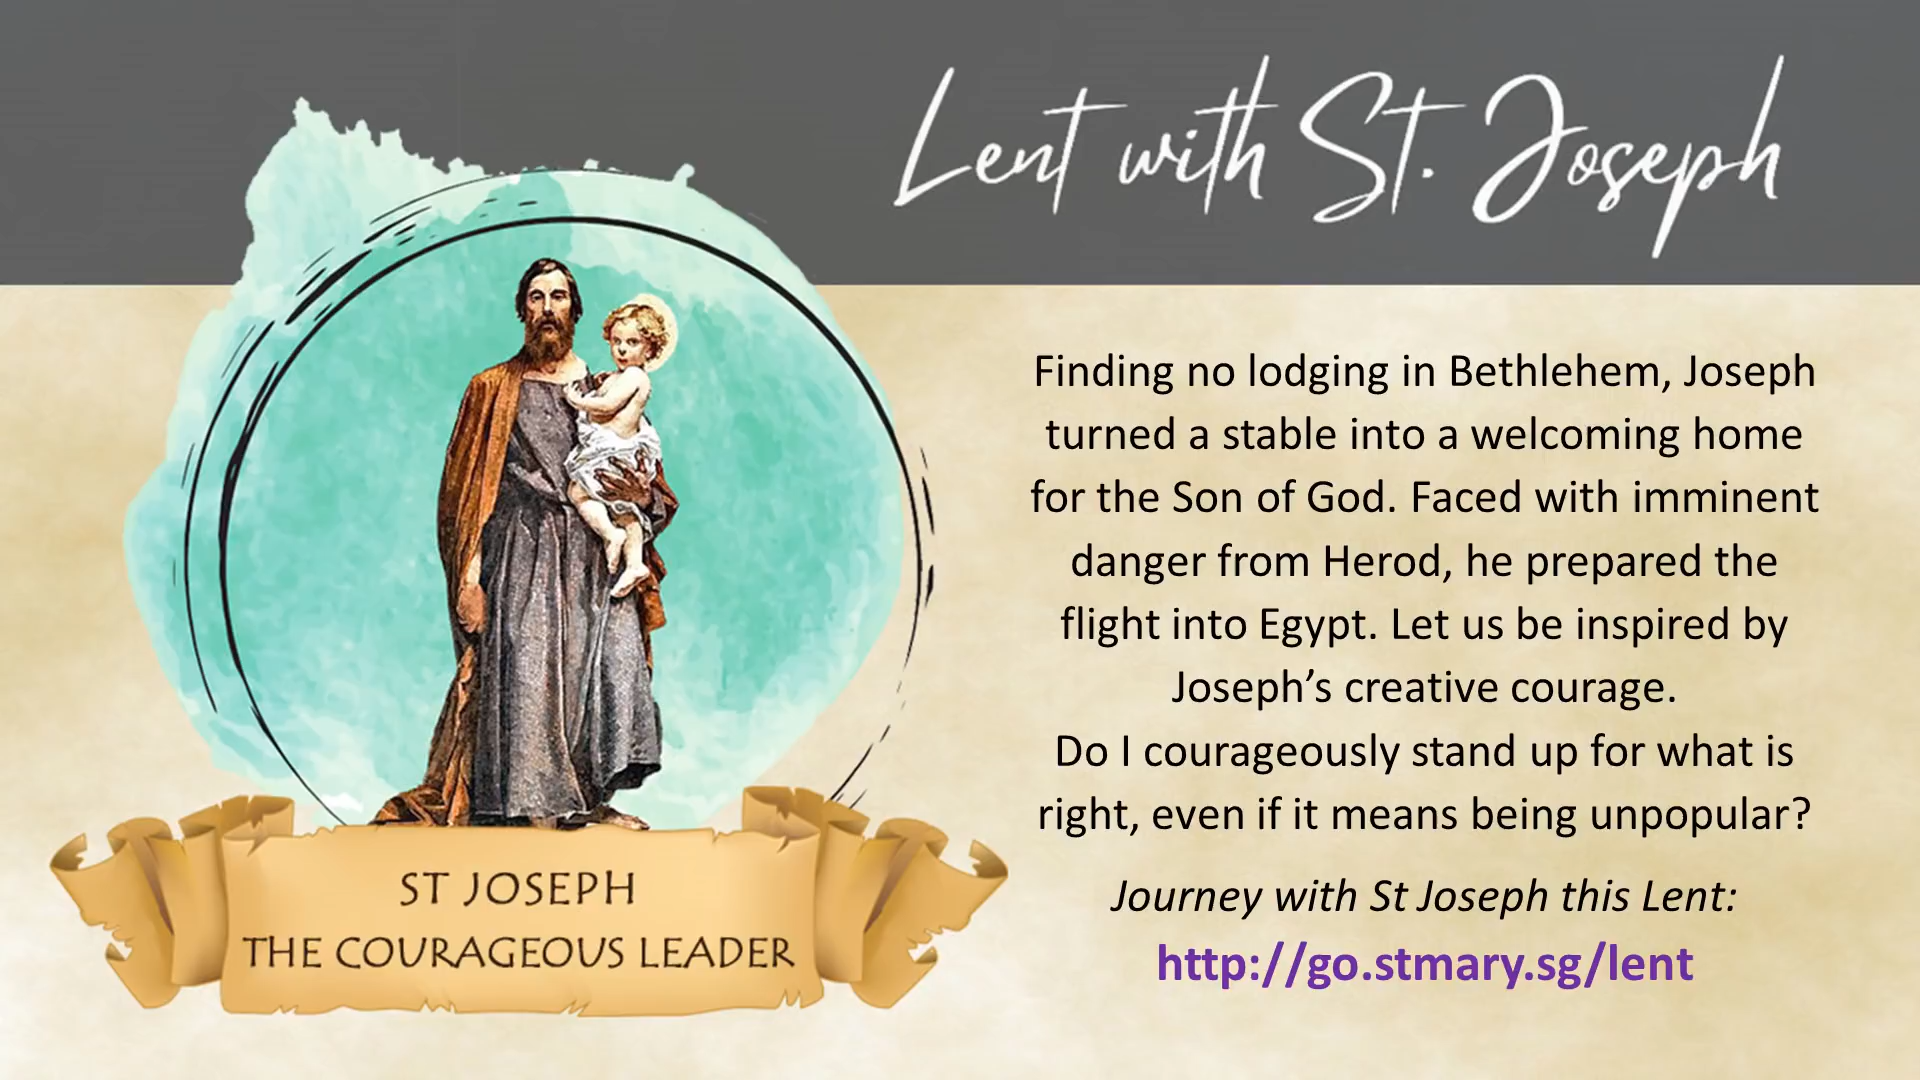 Lent with St. Joseph
Finding no lodging in Bethlehem, Joseph
turned a stable into a welcoming home
for the Son of God. Faced with imminent
danger from Herod, he prepared the
flight into Egypt. Let us be inspired by
Joseph’s creative courage.
Do I courageously stand up for what is
right, even if it means being unpopular?
Journey with St Joseph this Lent:
http://go.stmary.sg/lent
ST JOSEPH
THE COURAGEOUS LEADER